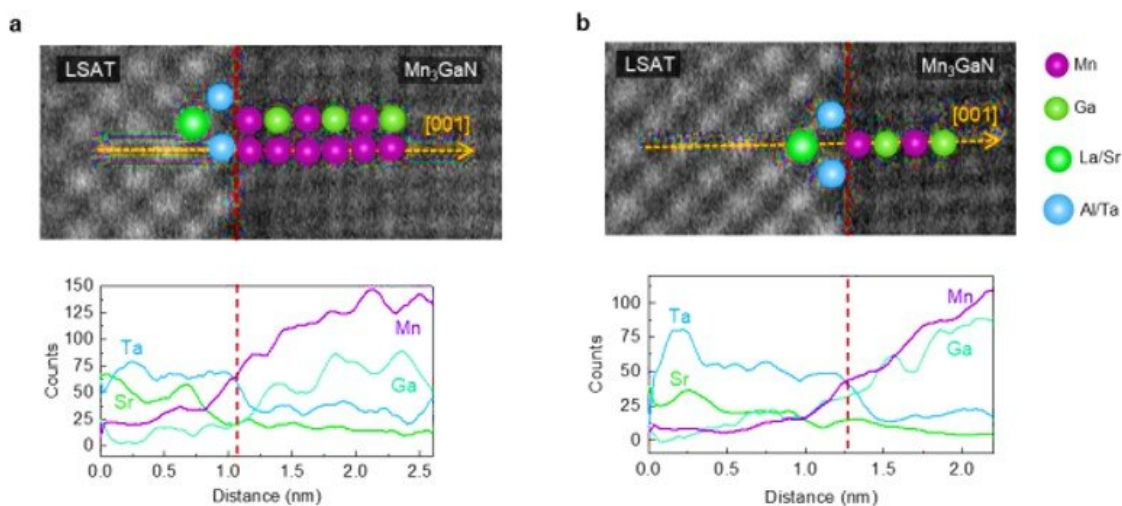 a
LSAT
Mn₃GaN
[001]
150
125
100
75
50
25
0
Counts
Ta
Sr
Mn
Ga
0.0
0.5
1.0
1.5
2.0
2.5
Distance (nm)
b
LSAT
Mn₃GaN
[001]
Mn
Ga
La/Sr
Al/Ta
100
75
50
25
0
Counts
Ta
Sr
Mn
Ga
0.0
0.5
1.0
1.5
2.0
Distance (nm)